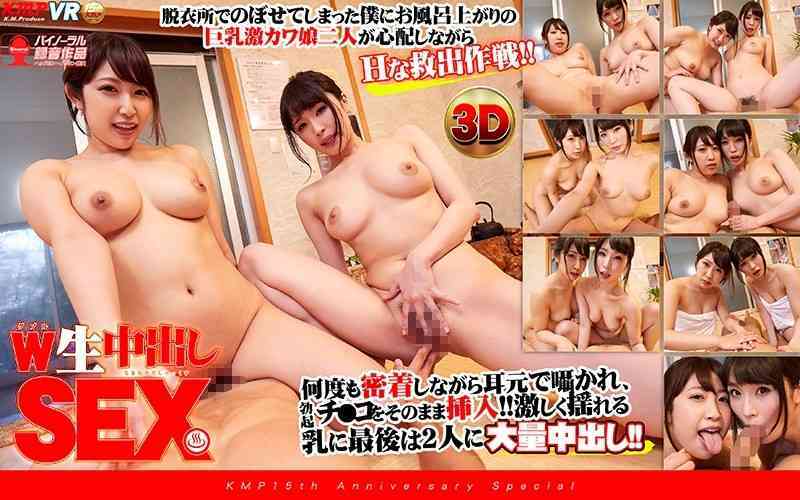 KMP VR
K.M.Produce
バイノーラル
録音作品
脱衣所でのぼせてしまった僕にお風呂上がりの
巨乳激カワ娘二人が心配しながら
Hな救出作戦!!
3D
W生中出し
SEX
何度も密着しながら耳元で囁かれ、
勃起チ●コをそのまま挿入!!激しく揺れる
乳に最後は2人に大量中出し!!
KMP15th Anniversary Special